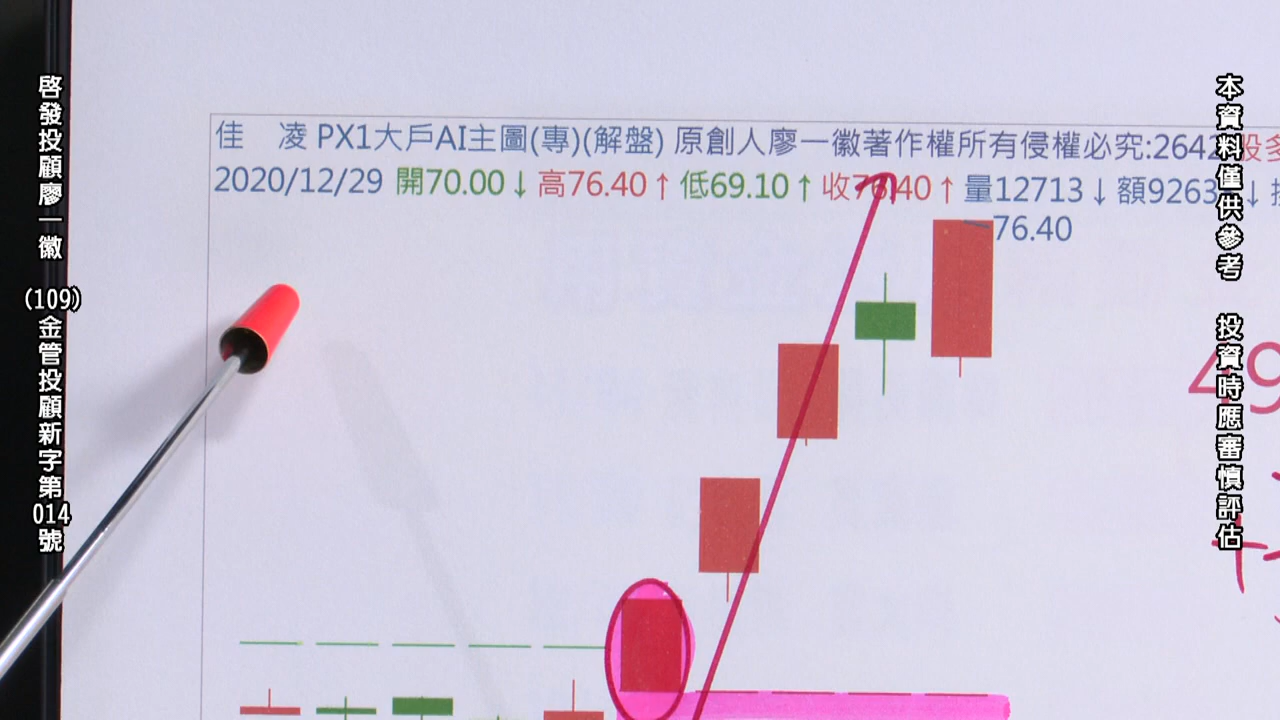 佳 凌 PX1大戶AI主圖(專)(解盤) 原創人廖一徽著作權所有侵權必究:2642 股多
2020/12/29 開70.00↓ 高76.40↑ 低69.10↑ 收76.40↑ 量12713↓ 額9263 ↓
76.40
49
啓發投顧廖一徽 (109)金管投顧新字第014號
本資料僅供參考 投資時應審慎評估